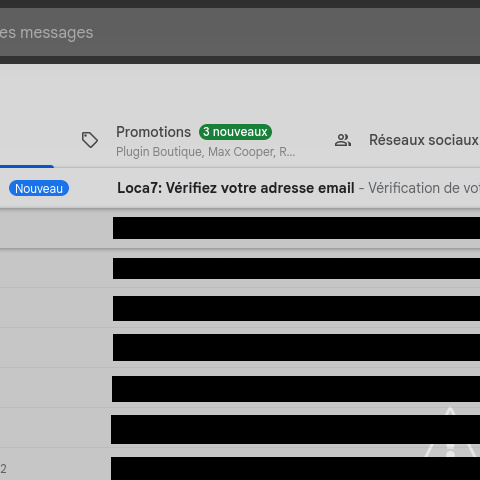 es messages
Promotions 3 nouveaux
Plugin Boutique, Max Cooper, R...
Réseaux sociaux
Nouveau Loca7: Vérifiez votre adresse email - Vérification de vot
2